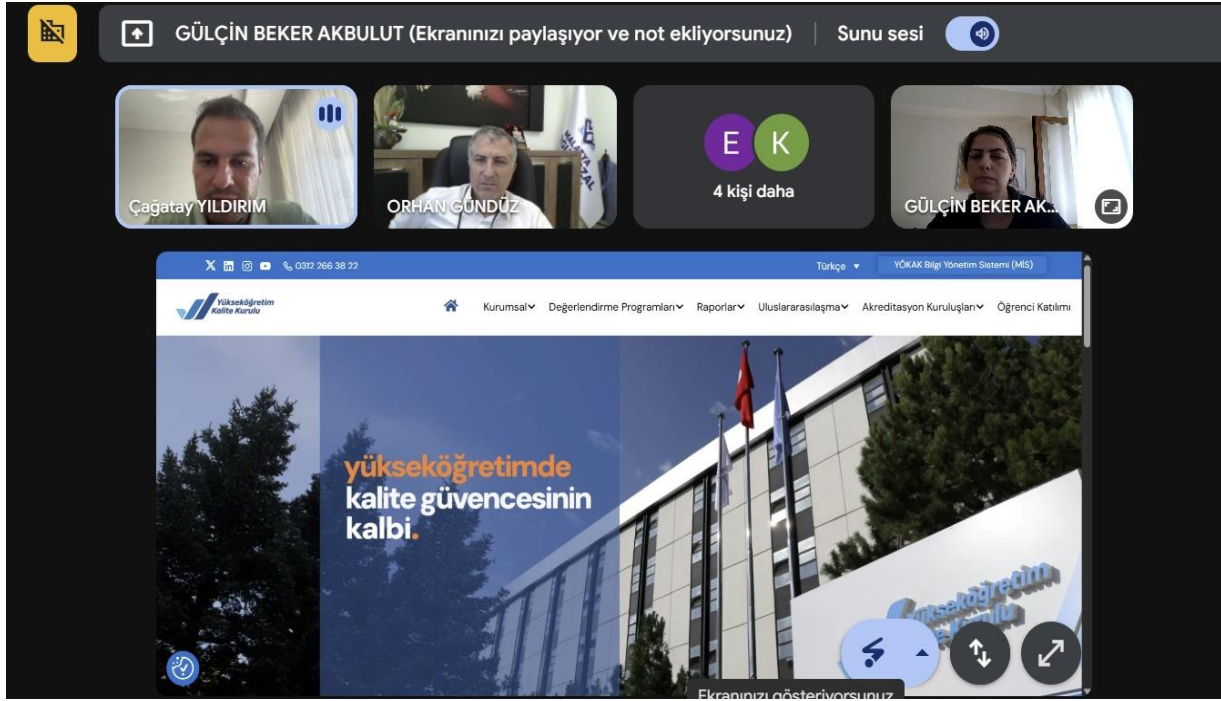 GÜLÇİN BEKER AKBULUT (Ekranınızı paylaşıyor ve not ekliyorsunuz)
Sunu sesi
Çağatay YILDIRIM
ORHAN GÜNDÜZ
E K
4 kişi daha
GÜLÇİN BEKER AK...
0312 266 38 22
Türkçe
YÖKAK Bilgi Yönetim Sistemi (MİS)
Yükseköğretim
Kalite Kurulu
Kurumsal Değerlendirme Programları Raporlar Uluslararasılaşma Akreditasyon Kuruluşları Öğrenci Katılımı
yükseköğretimde
kalite güvencesinin
kalbi.
Yükseköğretim
Kurulu
Ekranınızı gösteriyorsunuz